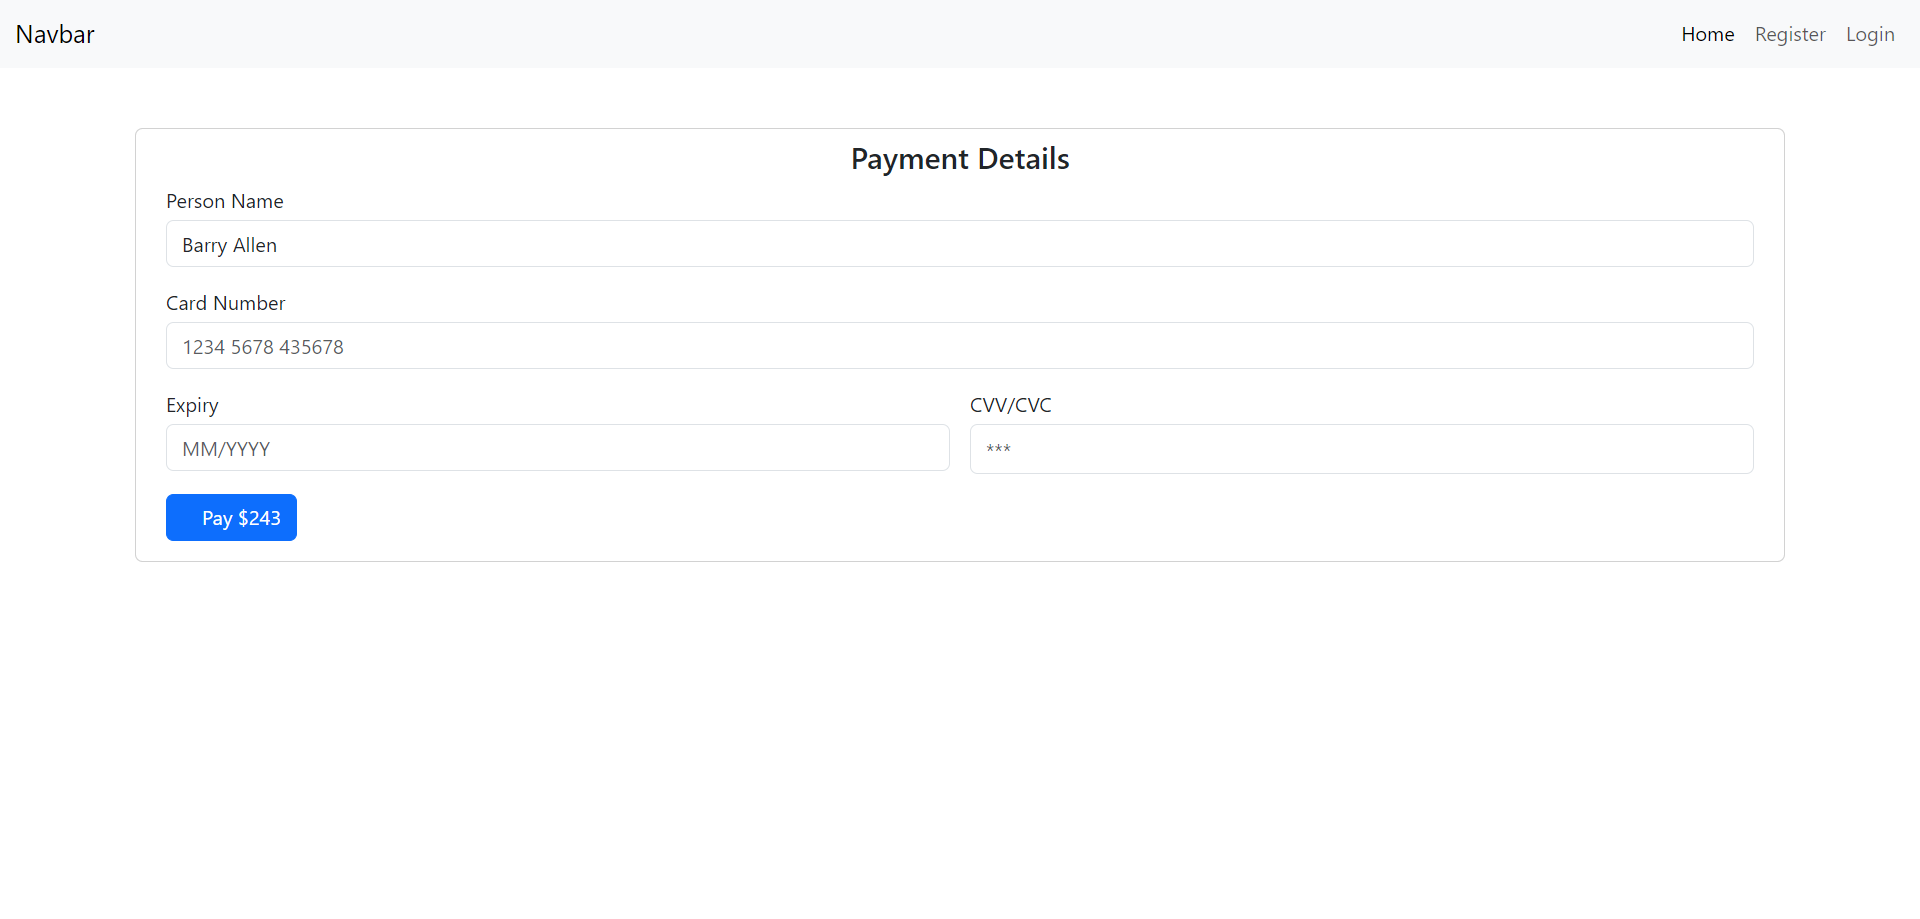 Navbar Home Register Login
Payment Details
Person Name
Barry Allen
Card Number
1234 5678 435678
Expiry CVV/CVC
MM/YYYY ***
Pay $243